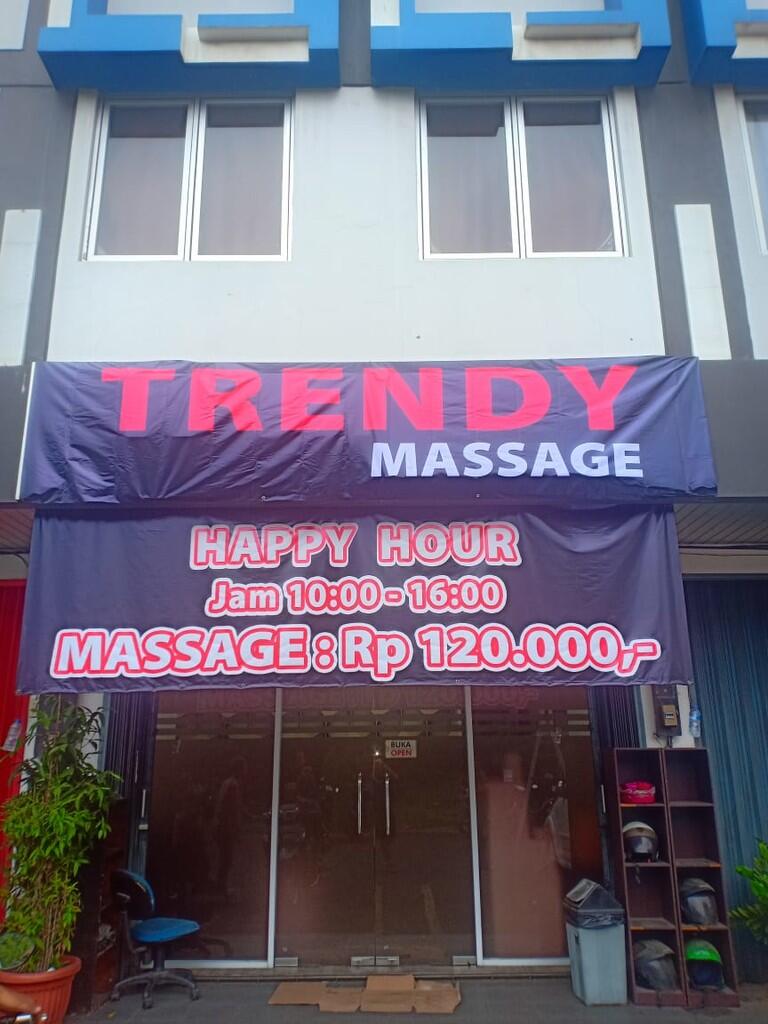 TRENDY
MASSAGE
HAPPY HOUR
Jam 10:00 - 16:00
MASSAGE : Rp 120.000,-
BUKA
OPEN